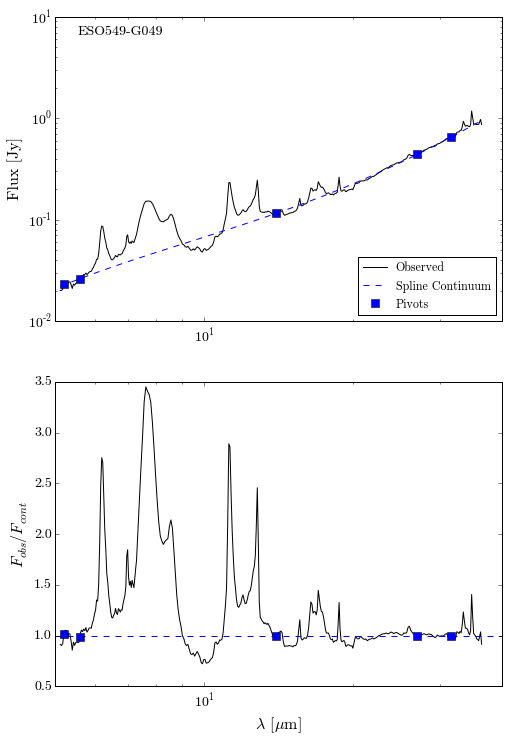 10^1
ESO549-G049
10^0
Flux [Jy]
10^-1
Observed
Spline Continuum
Pivots
10^-2
10^1
3.5
3.0
2.5
F_obs/F_cont
2.0
1.5
1.0
0.5
10^1
λ [μm]